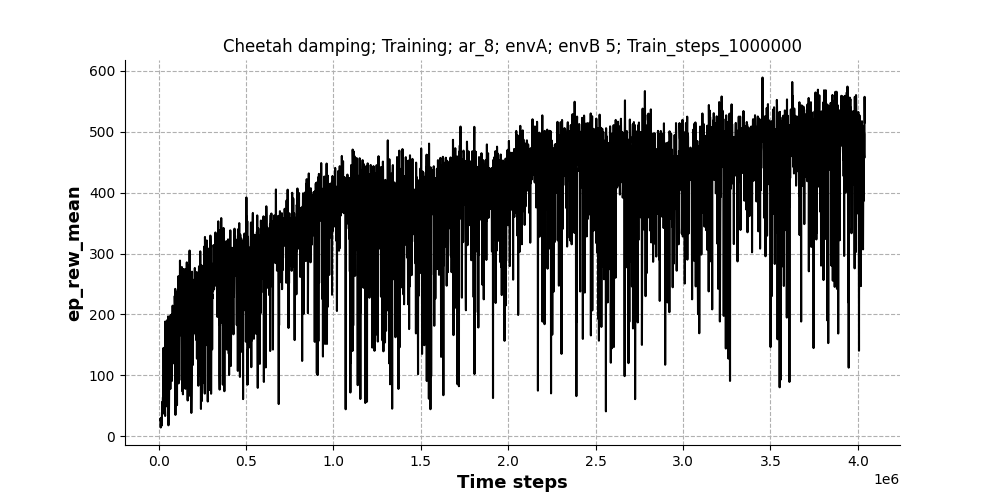 Cheetah damping; Training; ar_8; envA; envB 5; Train_steps_1000000
600
500
400
300
200
100
0
ep_rew_mean
0.0 0.5 1.0 1.5 2.0 2.5 3.0 3.5 4.0
1e6
Time steps